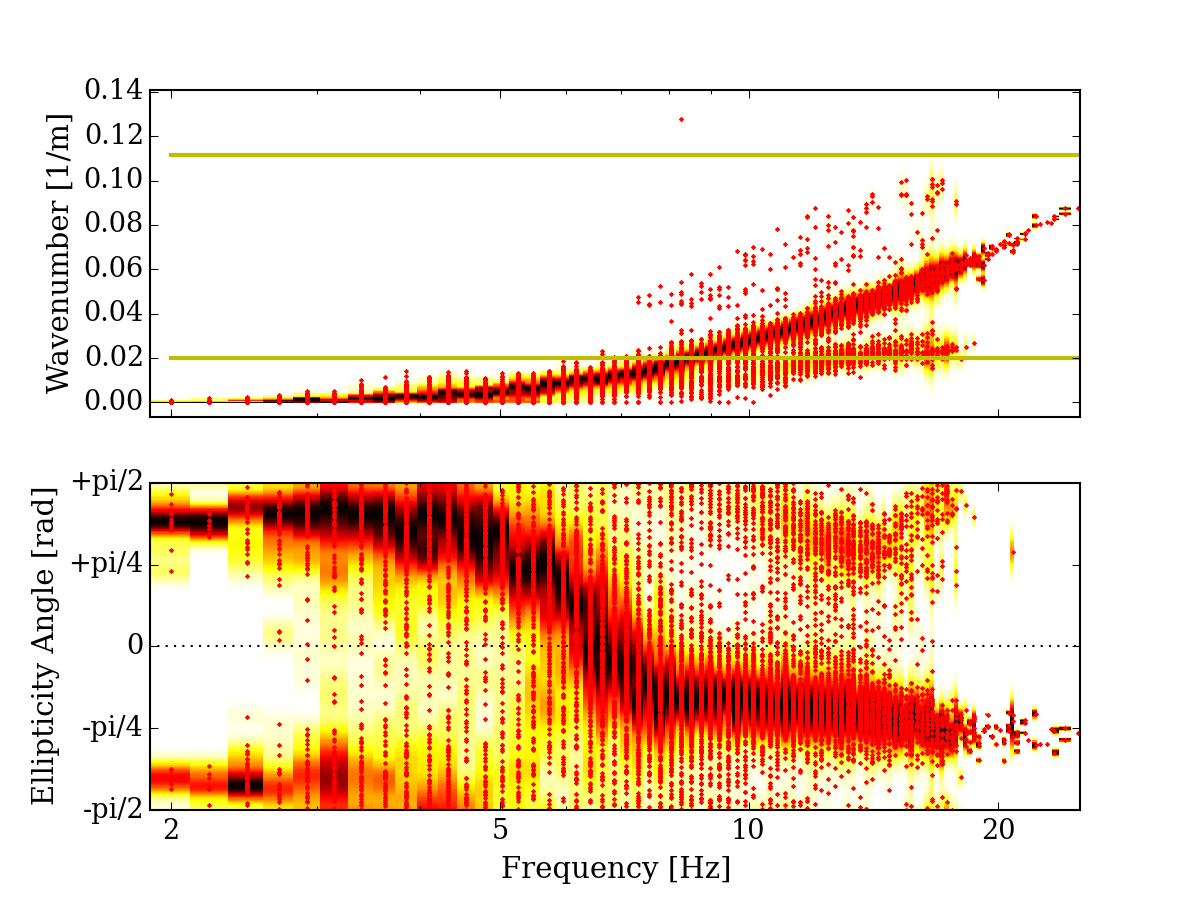 0.14
0.12
0.10
0.08
0.06
0.04
0.02
0.00
Wavenumber [1/m]
+pi/2
+pi/4
0
-pi/4
-pi/2
Ellipticity Angle [rad]
2 5 10 20
Frequency [Hz]